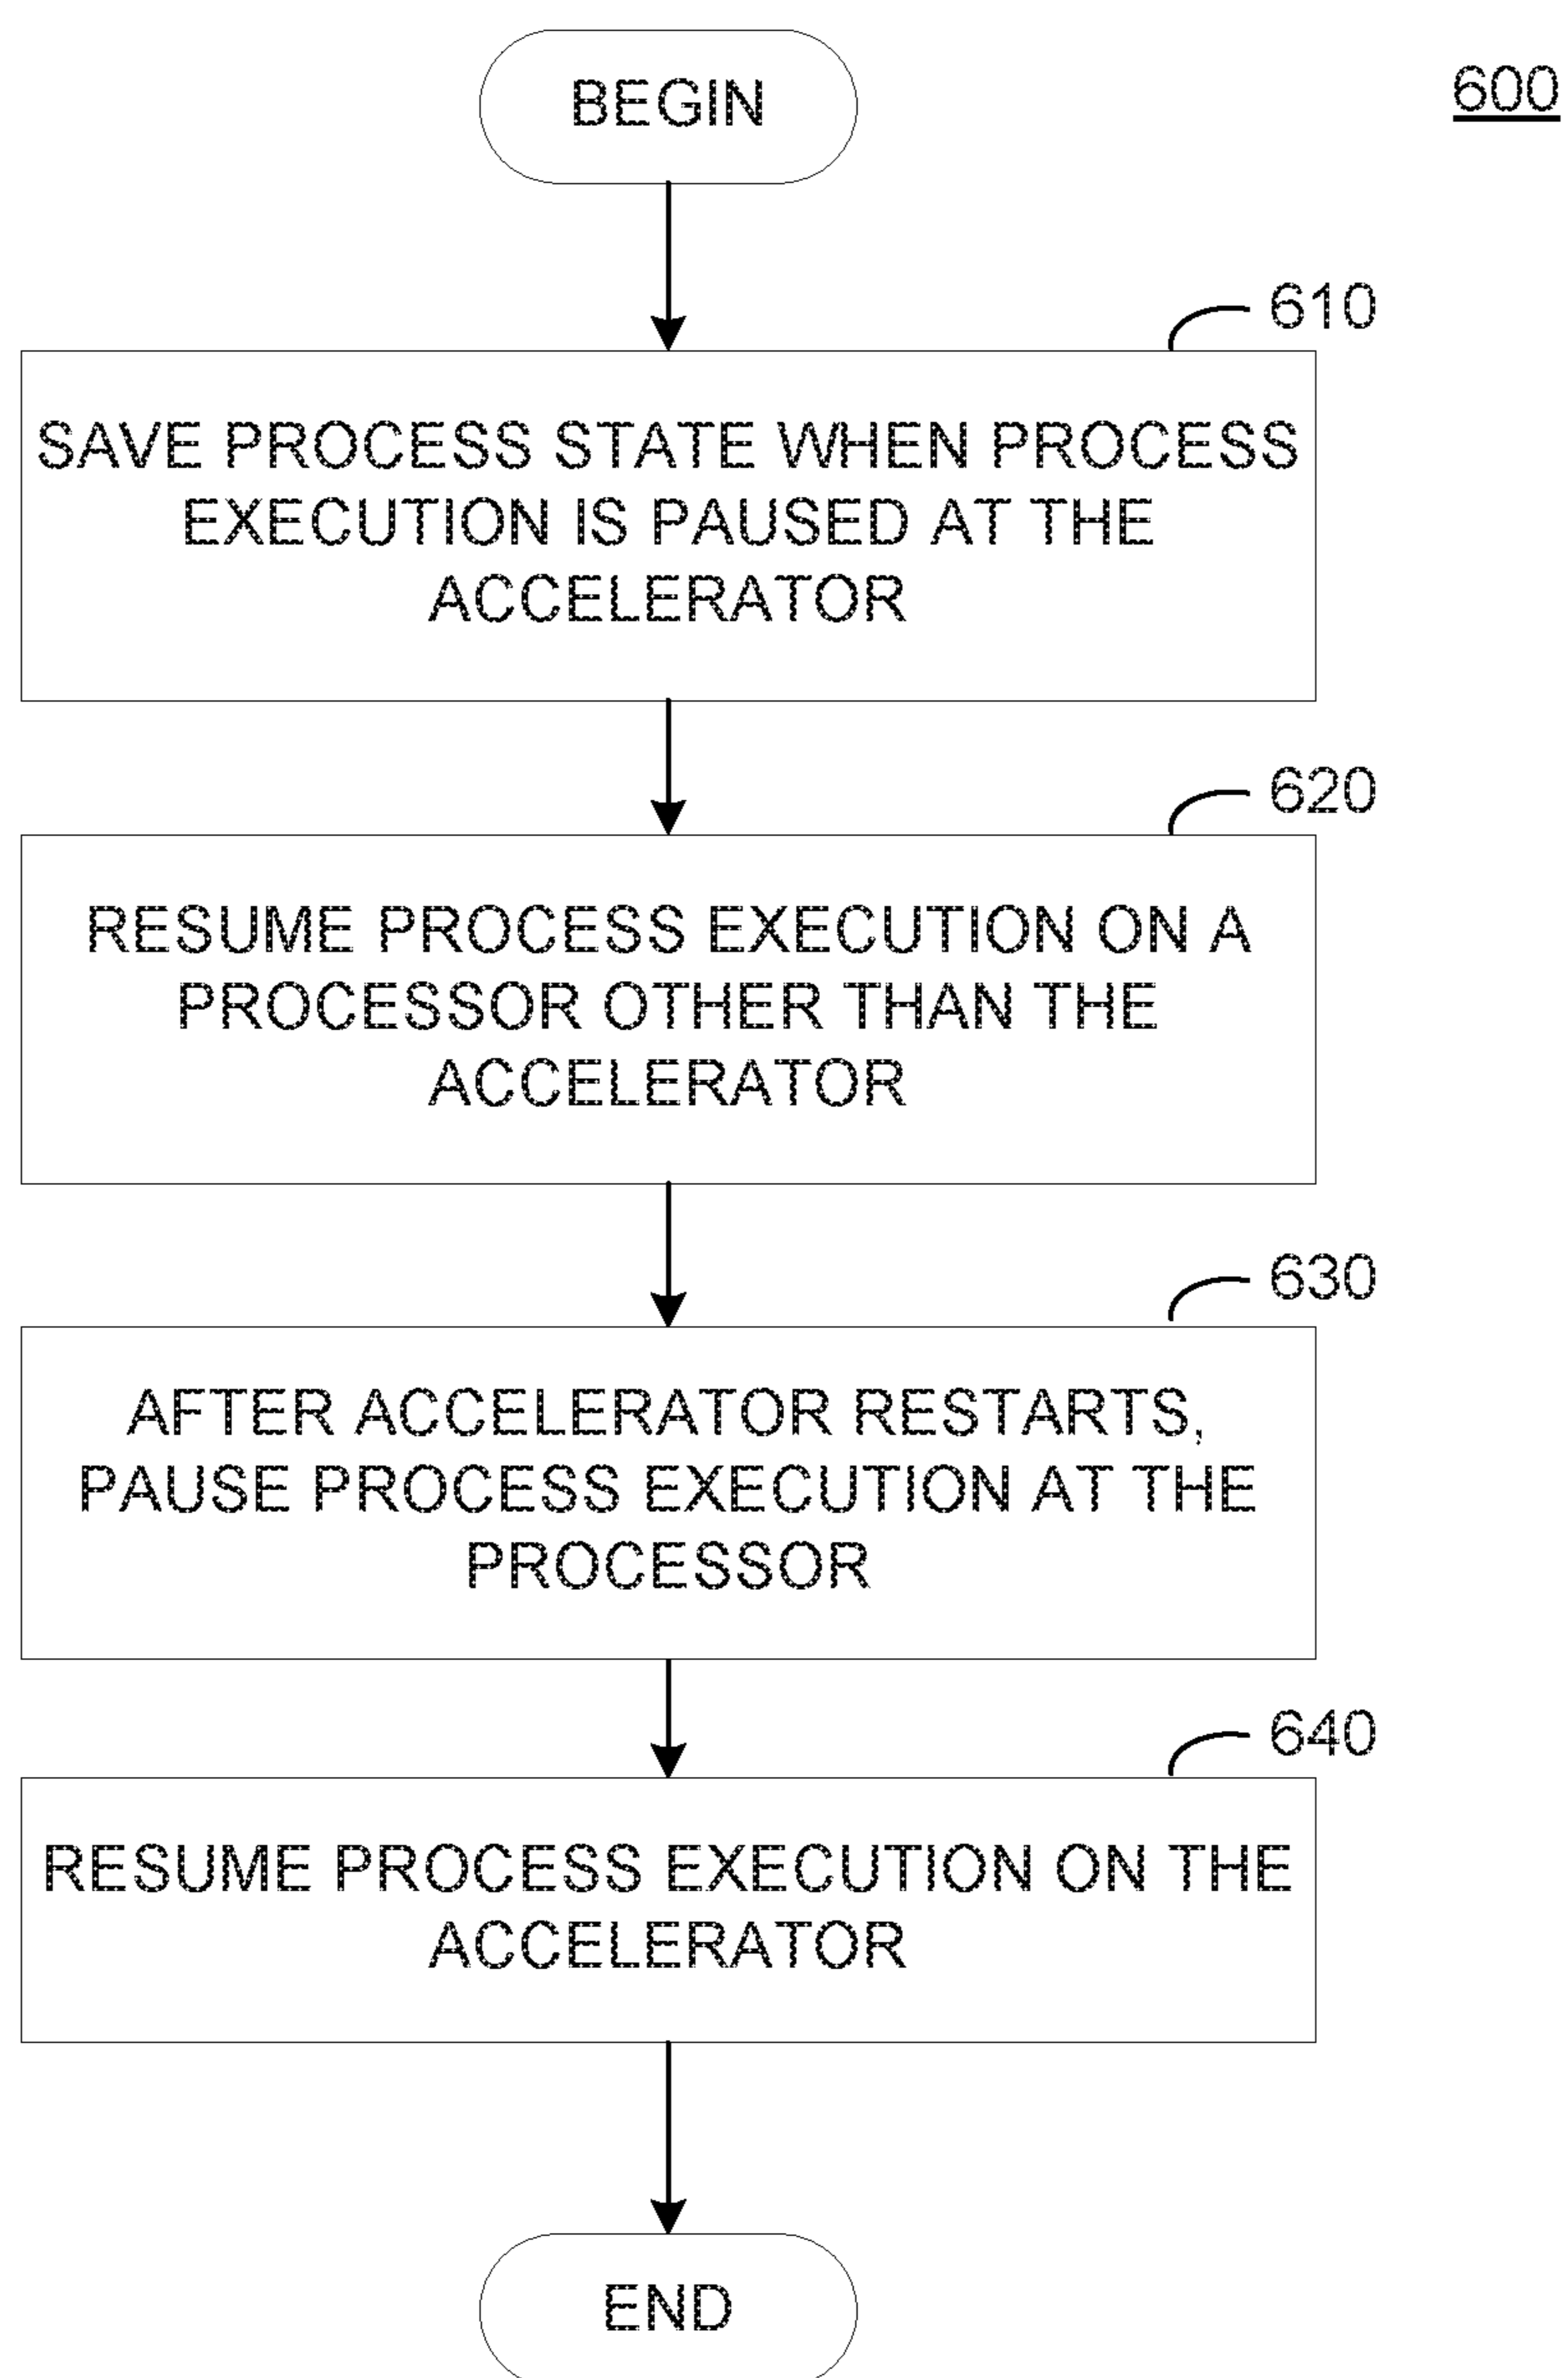 BEGIN
600
610
SAVE PROCESS STATE WHEN PROCESS
EXECUTION IS PAUSED AT THE
ACCELERATOR
620
RESUME PROCESS EXECUTION ON A
PROCESSOR OTHER THAN THE
ACCELERATOR
630
AFTER ACCELERATOR RESTARTS,
PAUSE PROCESS EXECUTION AT THE
PROCESSOR
640
RESUME PROCESS EXECUTION ON THE
ACCELERATOR
END